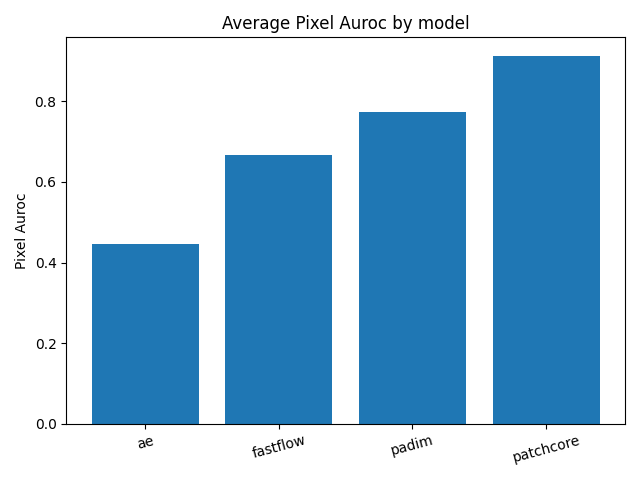 Average Pixel Auroc by model
Pixel Auroc
0.8
0.6
0.4
0.2
0.0
ae
fastflow
padim
patchcore